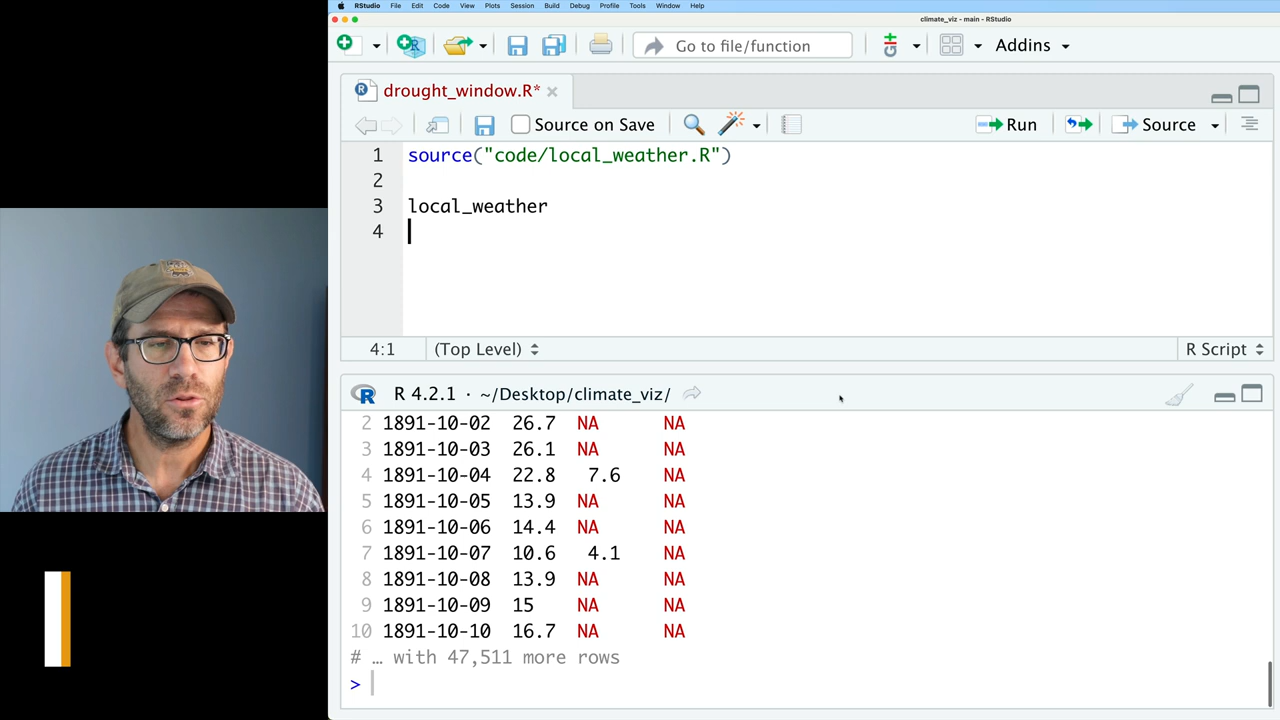 RStudio File Edit Code View Plots Session Build Debug Profile Tools Window Help
climate_viz - main - RStudio
Go to file/function Addins
drought_window.R*
Source on Save Run Source
1 source("code/local_weather.R")
2
3 local_weather
4
4:1 (Top Level) R Script
R 4.2.1 · ~/Desktop/climate_viz/
2 1891-10-02 26.7 NA NA
3 1891-10-03 26.1 NA NA
4 1891-10-04 22.8 7.6 NA
5 1891-10-05 13.9 NA NA
6 1891-10-06 14.4 NA NA
7 1891-10-07 10.6 4.1 NA
8 1891-10-08 13.9 NA NA
9 1891-10-09 15 NA NA
10 1891-10-10 16.7 NA NA
# … with 47,511 more rows
>